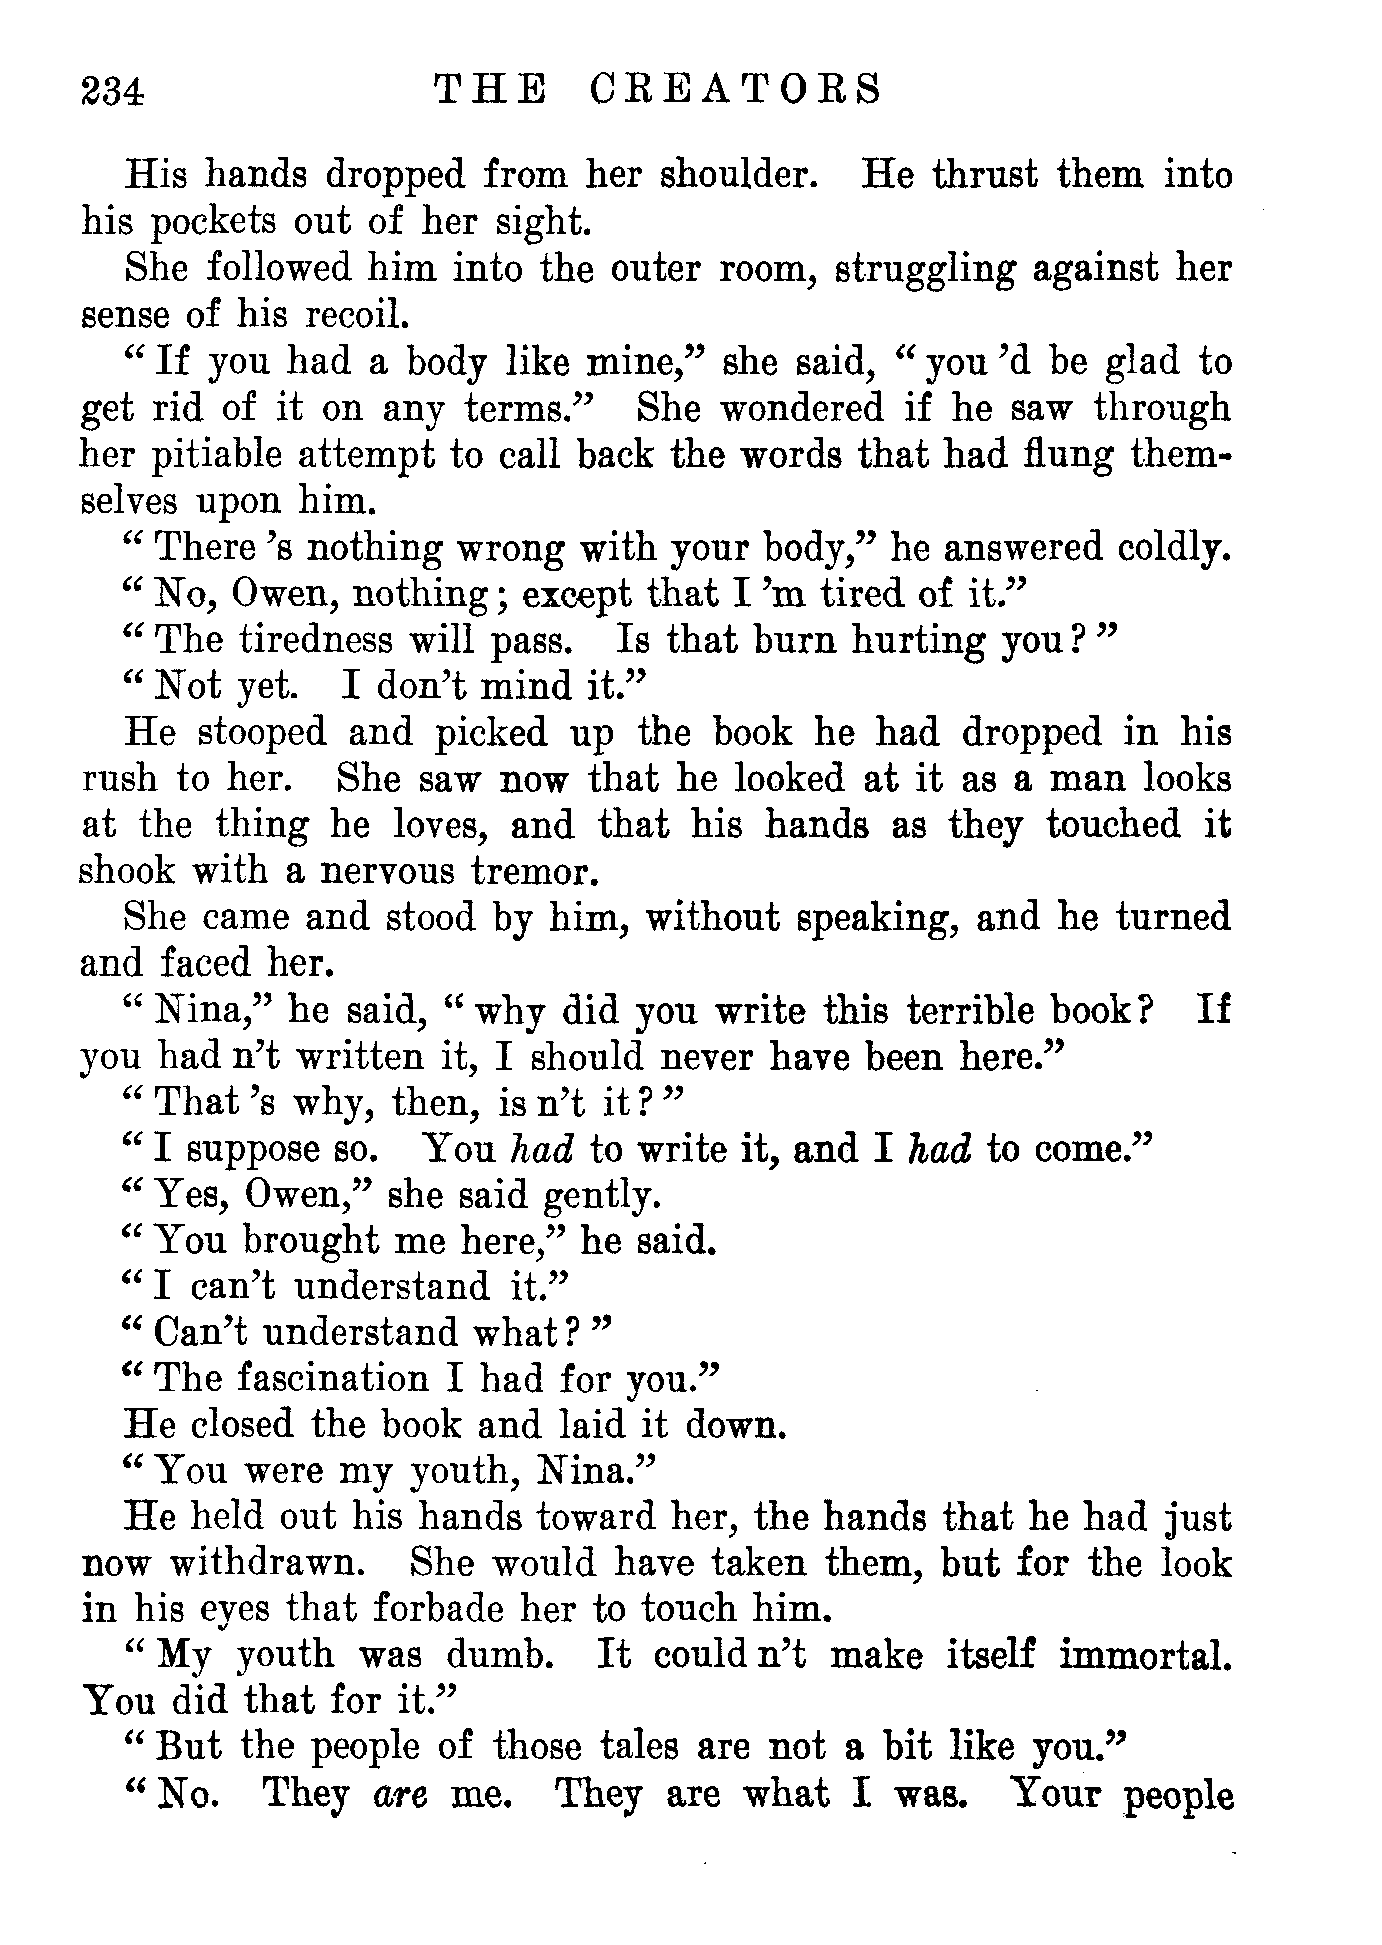 234 THE CREATORS
His hands dropped from her shoulder. He thrust them into
his pockets out of her sight.
She followed him into the outer room, struggling against her
sense of his recoil.
“ If you had a body like mine,” she said, “ you ’d be glad to
get rid of it on any terms.” She wondered if he saw through
her pitiable attempt to call back the words that had flung them-
selves upon him.
“ There ’s nothing wrong with your body,” he answered coldly.
“ No, Owen, nothing; except that I ’m tired of it.”
“ The tiredness will pass. Is that burn hurting you? ”
“ Not yet. I don’t mind it.”
He stooped and picked up the book he had dropped in his
rush to her. She saw now that he looked at it as a man looks
at the thing he loves, and that his hands as they touched it
shook with a nervous tremor.
She came and stood by him, without speaking, and he turned
and faced her.
“ Nina,” he said, “ why did you write this terrible book? If
you had n’t written it, I should never have been here.”
“ That ’s why, then, is n’t it? ”
“ I suppose so. You had to write it, and I had to come.”
“ Yes, Owen,” she said gently.
“ You brought me here,” he said.
“ I can’t understand it.”
“ Can’t understand what? ”
“ The fascination I had for you.”
He closed the book and laid it down.
“ You were my youth, Nina.”
He held out his hands toward her, the hands that he had just
now withdrawn. She would have taken them, but for the look
in his eyes that forbade her to touch him.
“ My youth was dumb. It could n’t make itself immortal.
You did that for it.”
“ But the people of those tales are not a bit like you.”
“ No. They are me. They are what I was. Your people